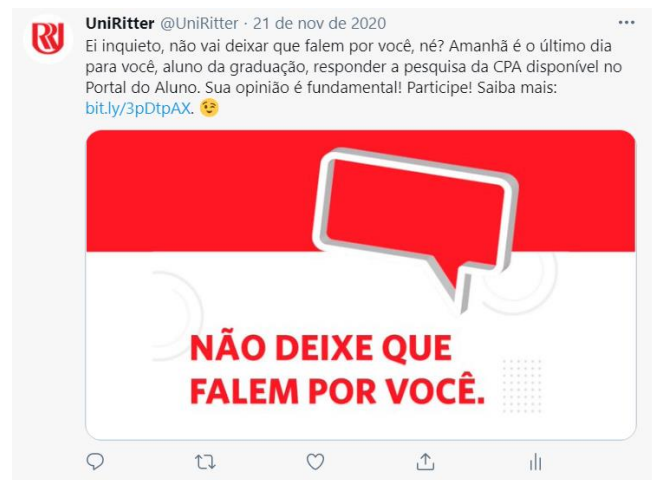 UniRitter @UniRitter · 21 de nov de 2020
Ei inquieto, não vai deixar que falem por você, né? Amanhã é o último dia
para você, aluno da graduação, responder a pesquisa da CPA disponível no
Portal do Aluno. Sua opinião é fundamental! Participe! Saiba mais:
bit.ly/3pDtpAX. 😉
NÃO DEIXE QUE
FALEM POR VOCÊ.